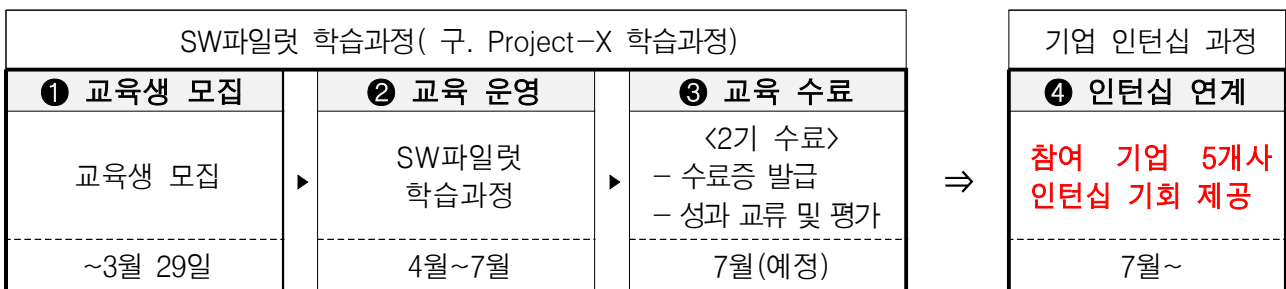 SW파일럿 학습과정( 구. Project-X 학습과정)
기업 인턴십 과정
❶ 교육생 모집
❷ 교육 운영
❸ 교육 수료
❹ 인턴십 연계
교육생 모집
▶
SW파일럿
학습과정
▶
<2기 수료>
- 수료증 발급
- 성과 교류 및 평가
⇒
참여 기업 5개사
인턴십 기회 제공
~3월 29일
4월~7월
7월(예정)
7월~